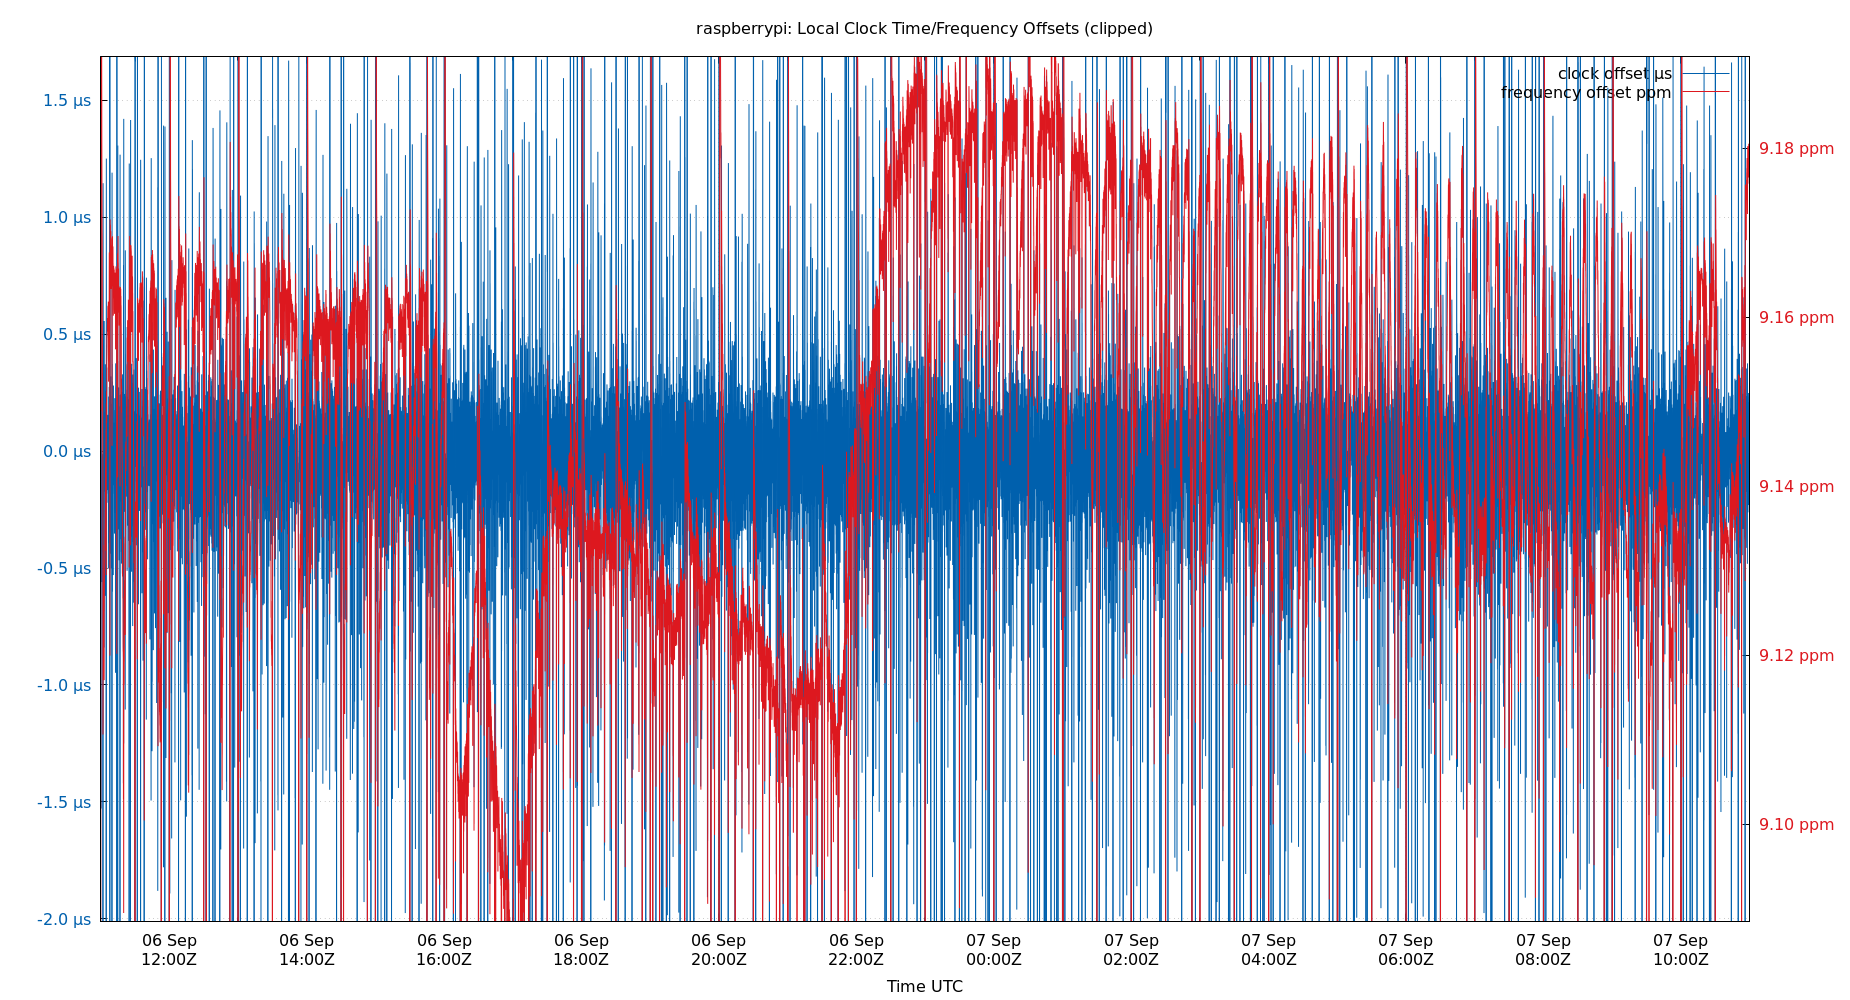 raspberrypi: Local Clock Time/Frequency Offsets (clipped)
clock offset µs
frequency offset ppm
1.5 µs
1.0 µs
0.5 µs
0.0 µs
-0.5 µs
-1.0 µs
-1.5 µs
-2.0 µs
9.18 ppm
9.16 ppm
9.14 ppm
9.12 ppm
9.10 ppm
06 Sep 06 Sep 06 Sep 06 Sep 06 Sep 06 Sep 07 Sep 07 Sep 07 Sep 07 Sep 07 Sep 07 Sep
12:00Z 14:00Z 16:00Z 18:00Z 20:00Z 22:00Z 00:00Z 02:00Z 04:00Z 06:00Z 08:00Z 10:00Z
Time UTC